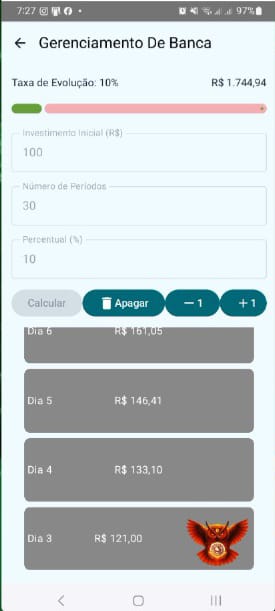 7:27 97%
Gerenciamento De Banca
Taxa de Evolução: 10% R$ 1.744,94
Investimento Inicial (R$)
100
Número de Períodos
30
Percentual (%)
10
Calcular Apagar − 1 + 1
Dia 6 R$ 161,05
Dia 5 R$ 146,41
Dia 4 R$ 133,10
Dia 3 R$ 121,00